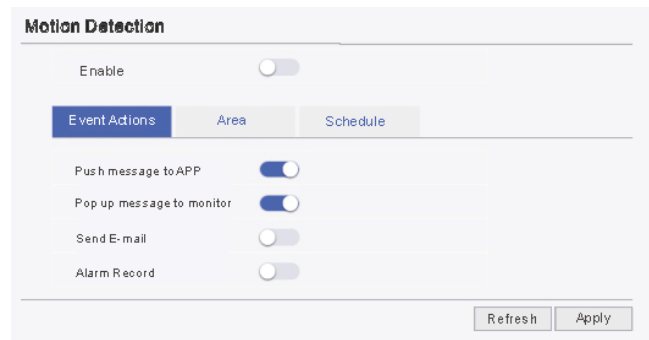 Motion Detection
Enable
Event Actions Area Schedule
Push message to APP
Pop up message to monitor
Send E-mail
Alarm Record
Refresh Apply